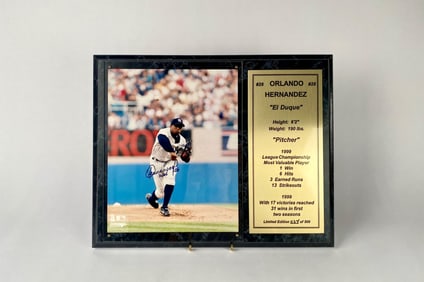 #26 ORLANDO #26
HERNANDEZ
"El Duque"
Height: 6'2"
Weight: 190 lbs.
"Pitcher"
1999
League Championship
Most Valuable Player
1 Win
6 Hits
3 Earned Runs
13 Strikeouts
1999
With 17 victories reached
31 wins in first
two seasons
Limited Edition of 500